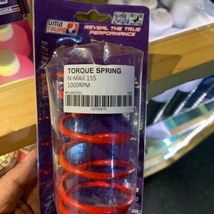 uma
racing
REVEAL THE TRUE
PERFORMANCE
TORQUE SPRING
N-MAX 155
1000RPM